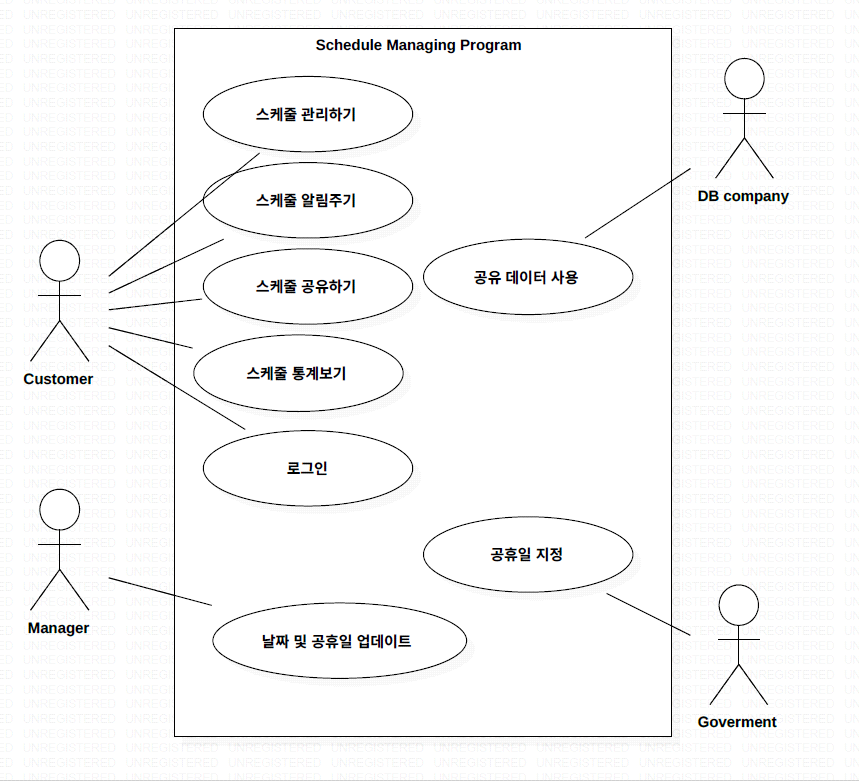 Schedule Managing Program
스케줄 관리하기
스케줄 알림주기
스케줄 공유하기
스케줄 통계보기
로그인
공유 데이터 사용
공휴일 지정
날짜 및 공휴일 업데이트
Customer
Manager
DB company
Goverment
UNREGISTERED